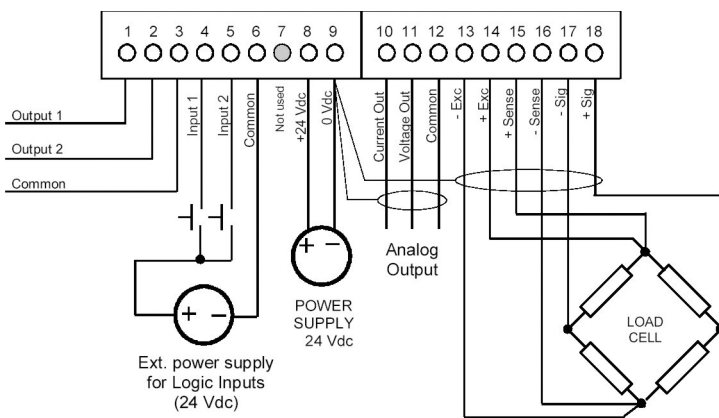 1 2 3 4 5 6 7 8 9 10 11 12 13 14 15 16 17 18
Output 1
Output 2
Common
Input 1
Input 2
Common
Not used
+24 Vdc
0 Vdc
Current Out
Voltage Out
Common
- Exc
+ Exc
+ Sense
- Sense
- Sig
+ Sig
+ −
Ext. power supply
for Logic Inputs
(24 Vdc)
+ −
POWER
SUPPLY
24 Vdc
Analog
Output
LOAD
CELL